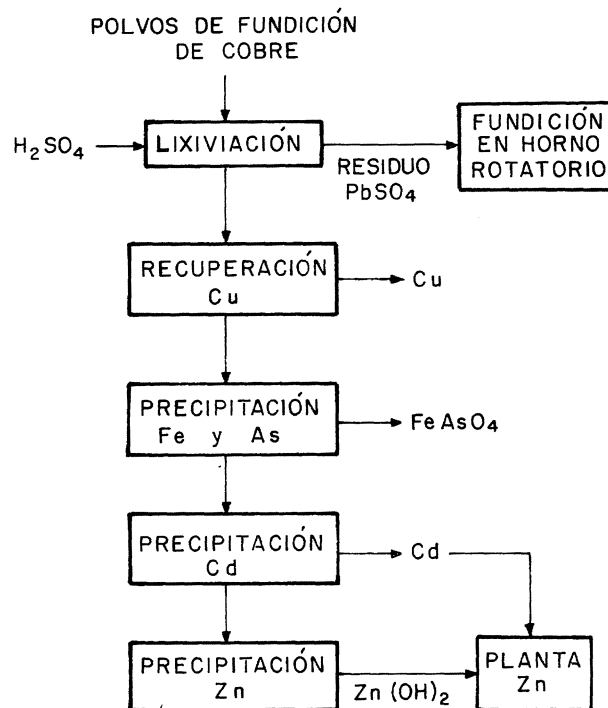 POLVOS DE FUNDICIÓN
DE COBRE
H₂SO₄
LIXIVIACIÓN
RESIDUO
PbSO₄
FUNDICIÓN
EN HORNO
ROTATORIO
RECUPERACIÓN
Cu
Cu
PRECIPITACIÓN
Fe y As
FeAsO₄
PRECIPITACIÓN
Cd
Cd
PRECIPITACIÓN
Zn
Zn(OH)₂
PLANTA
Zn